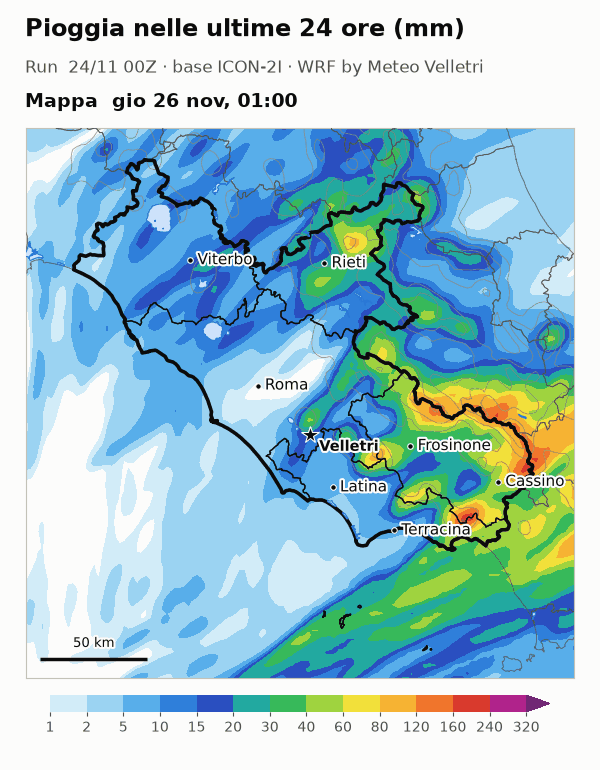 Pioggia nelle ultime 24 ore (mm)
Run  24/11 00Z · base ICON-2I · WRF by Meteo Velletri
Mappa  gio 26 nov, 01:00
Viterbo
Rieti
Roma
Velletri
Frosinone
Cassino
Latina
Terracina
50 km
1 2 5 10 15 20 30 40 60 80 120 160 240 320